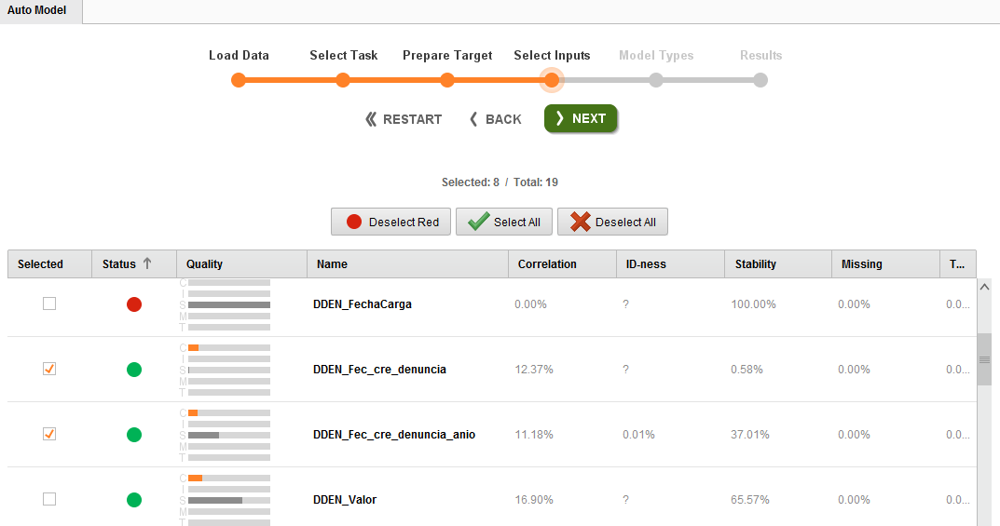 Auto Model
Load Data Select Task Prepare Target Select Inputs Model Types Results
RESTART BACK NEXT
Selected: 8 / Total: 19
Deselect Red Select All Deselect All
Selected Status Quality Name Correlation ID-ness Stability Missing T...
C
I
S
M
T
DDEN_FechaCarga 0.00% ? 100.00% 0.00% 0.0...
C
I
S
M
T
DDEN_Fec_cre_denuncia 12.37% ? 0.58% 0.00% 0.0...
C
I
S
M
T
DDEN_Fec_cre_denuncia_anio 11.18% 0.01% 37.01% 0.00% 0.0...
C
I
S
M
T
DDEN_Valor 16.90% ? 65.57% 0.00% 0.0...